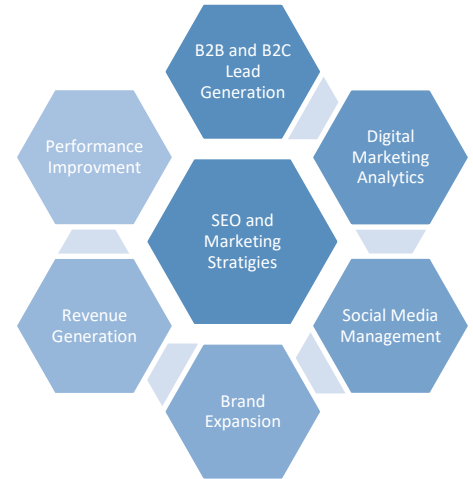 B2B and B2C
Lead
Generation
Digital
Marketing
Analytics
Social Media
Management
Brand
Expansion
Revenue
Generation
Performance
Improvment
SEO and
Marketing
Stratigies